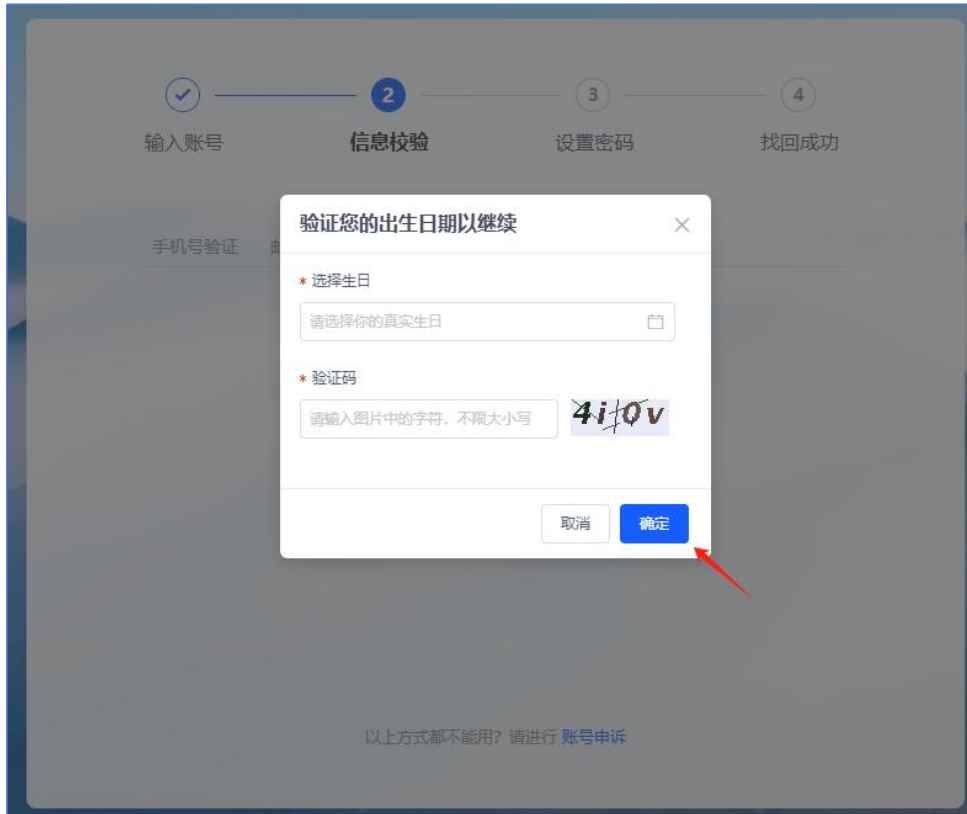 2 3 4
输入账号 信息校验 设置密码 找回成功
验证您的出生日期以继续
手机号验证
* 选择生日
请选择你的真实生日
* 验证码
请输入图片中的字符，不限大小写 4i0v
取消 确定
以上方式都不能用？请进行 账号申诉